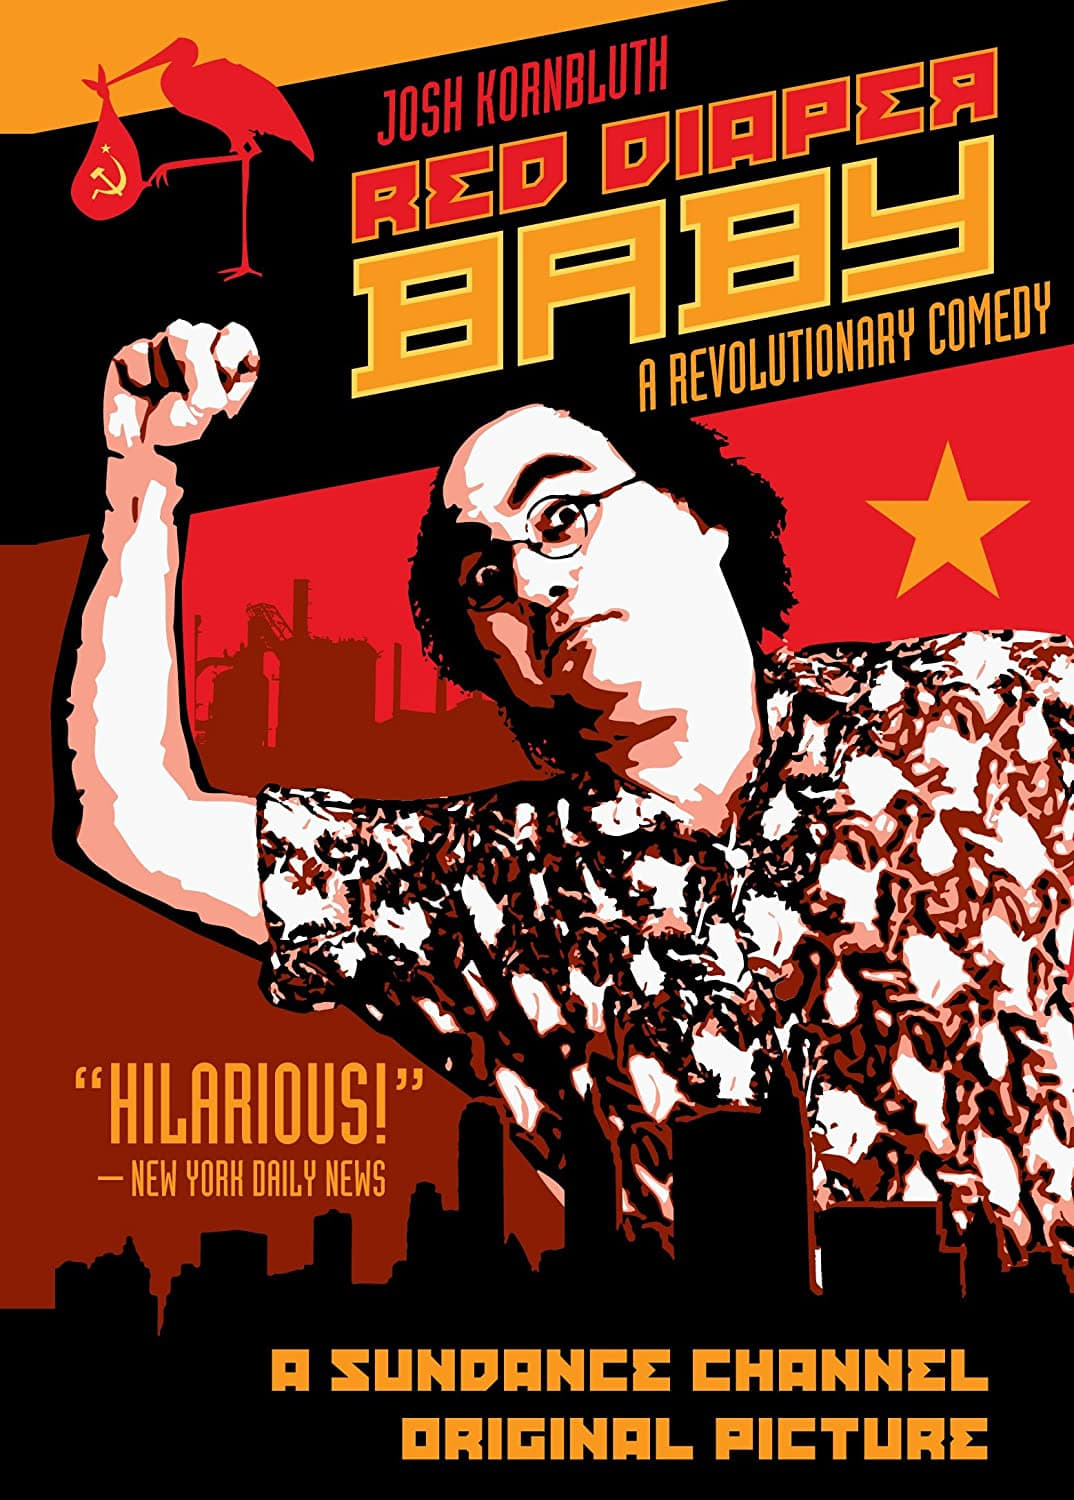 JOSH KORNBLUTH
RED DIAPER
BABY
A REVOLUTIONARY COMEDY
“HILARIOUS!”
— NEW YORK DAILY NEWS
A SUNDANCE CHANNEL
ORIGINAL PICTURE